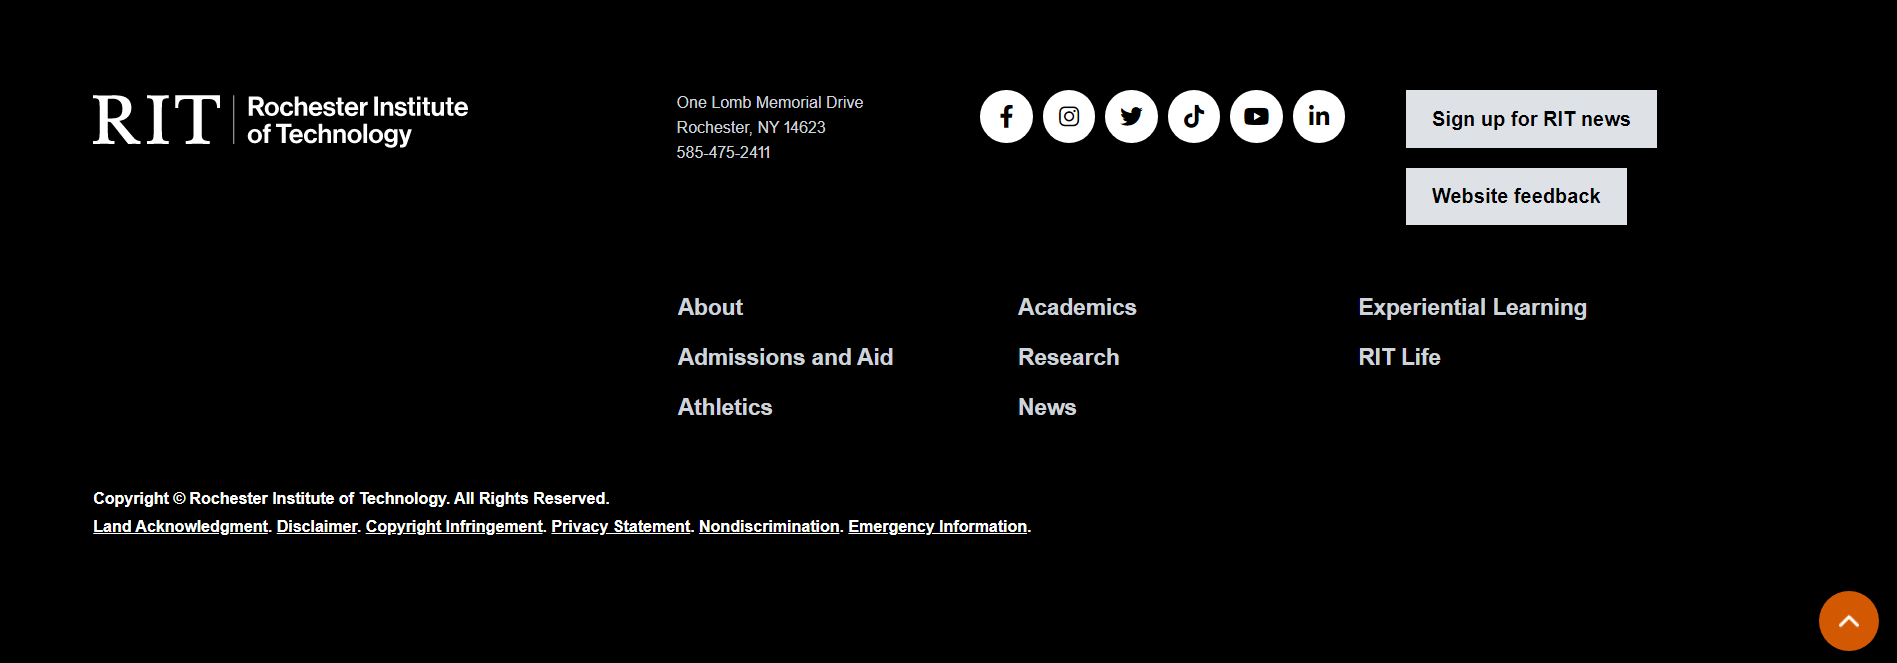 RIT
Rochester Institute
of Technology
One Lomb Memorial Drive
Rochester, NY 14623
585-475-2411
Sign up for RIT news
Website feedback
About
Academics
Experiential Learning
Admissions and Aid
Research
RIT Life
Athletics
News
Copyright © Rochester Institute of Technology. All Rights Reserved.
Land Acknowledgment. Disclaimer. Copyright Infringement. Privacy Statement. Nondiscrimination. Emergency Information.